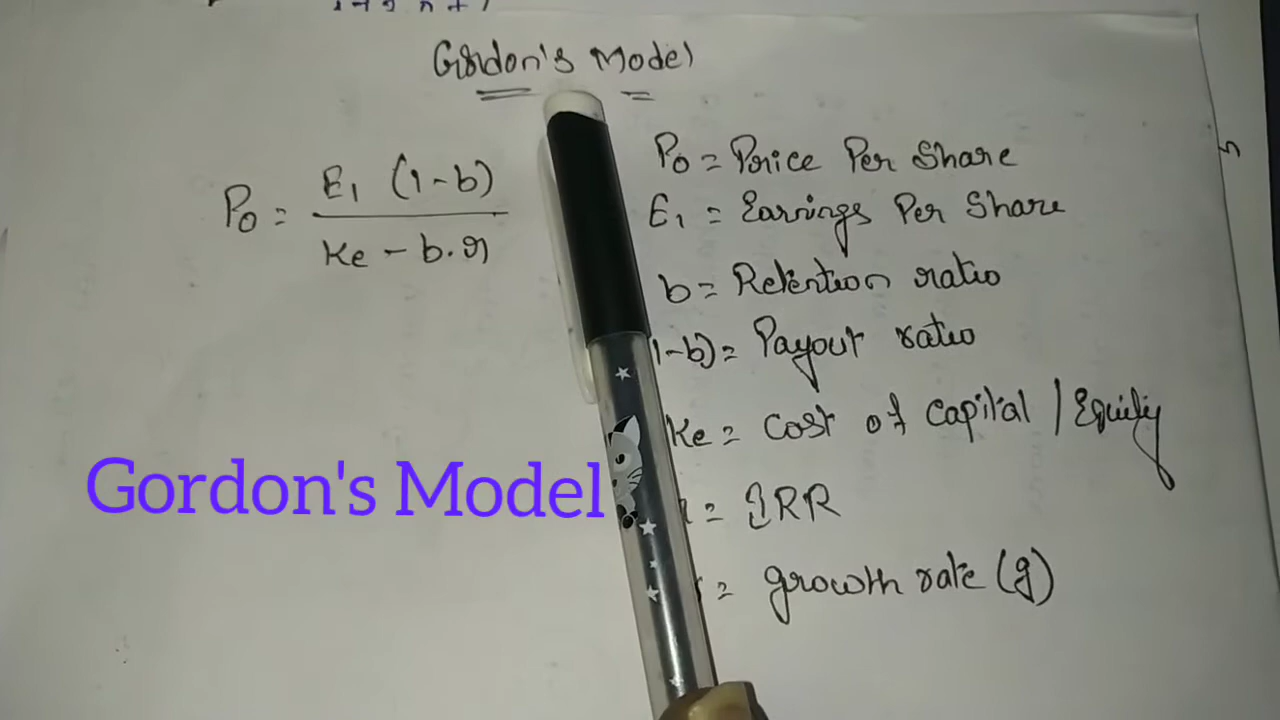 Gordon's Model
P₀ = E₁ (1-b) / Ke - b.r
P₀ = Price Per Share
E₁ = Earnings Per Share
b = Retention ratio
1-b) = Payout ratio
Ke = Cost of Capital / Equity
= IRR
= growth rate (g)
Gordon's Model